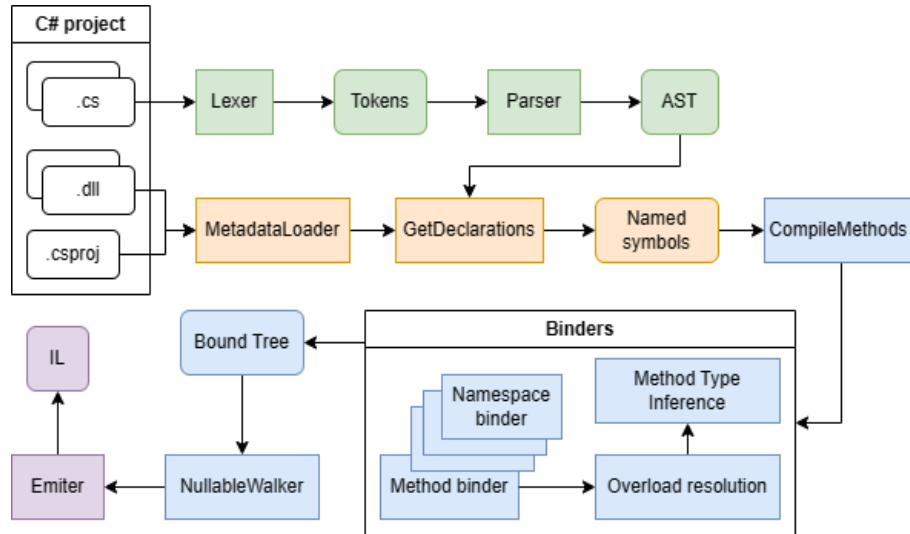 C# project
.cs
Lexer
Tokens
Parser
AST
.dll
.csproj
MetadataLoader
GetDeclarations
Named
symbols
CompileMethods
Binders
Bound Tree
IL
Namespace
binder
Method Type
Inference
Emiter
NullableWalker
Method binder
Overload resolution